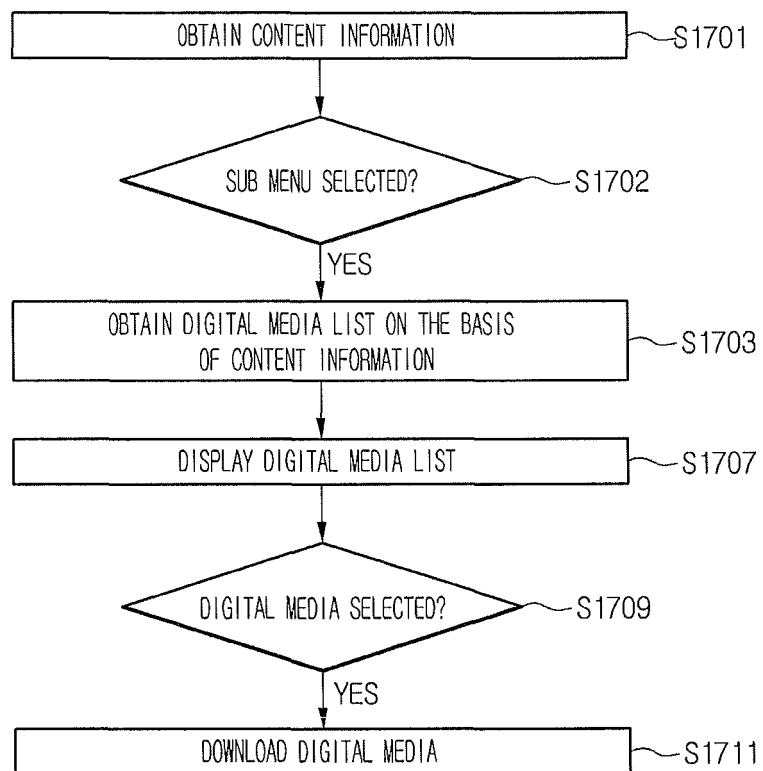 OBTAIN CONTENT INFORMATION
S1701
SUB MENU SELECTED?
S1702
YES
OBTAIN DIGITAL MEDIA LIST ON THE BASIS
OF CONTENT INFORMATION
S1703
DISPLAY DIGITAL MEDIA LIST
S1707
DIGITAL MEDIA SELECTED?
S1709
YES
DOWNLOAD DIGITAL MEDIA
S1711